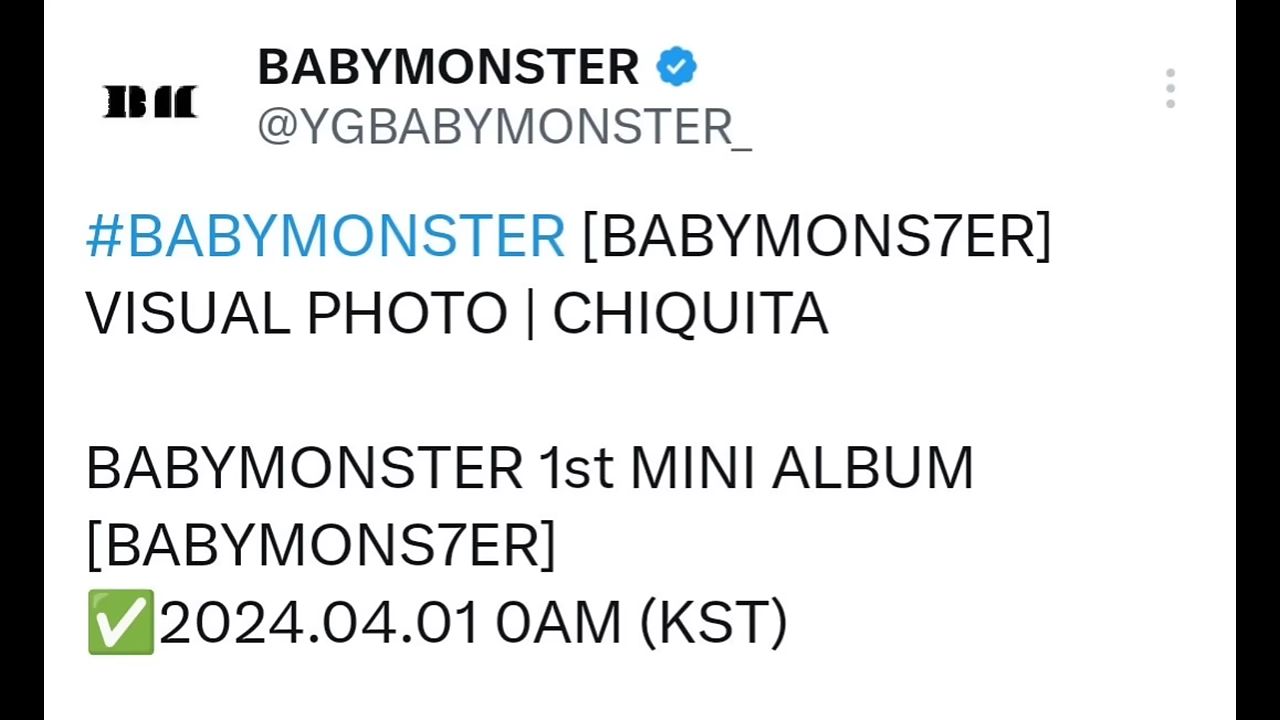 BABYMONSTER
@YGBABYMONSTER_
#BABYMONSTER [BABYMONS7ER]
VISUAL PHOTO | CHIQUITA
BABYMONSTER 1st MINI ALBUM
[BABYMONS7ER]
✅2024.04.01 0AM (KST)